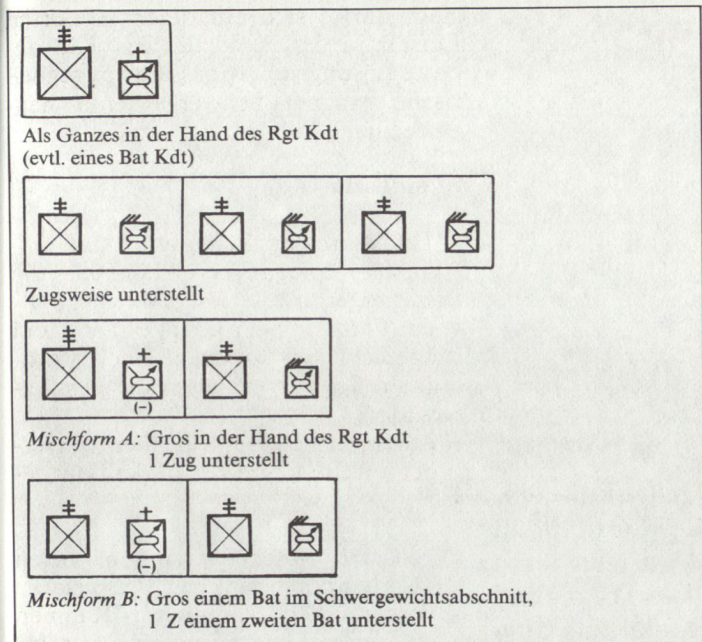 Als Ganzes in der Hand des Rgt Kdt
(evtl. eines Bat Kdt)
Zugsweise unterstellt
(−)
Mischform A: Gros in der Hand des Rgt Kdt
1 Zug unterstellt
(−)
Mischform B: Gros einem Bat im Schwergewichtsabschnitt,
1 Z einem zweiten Bat unterstellt